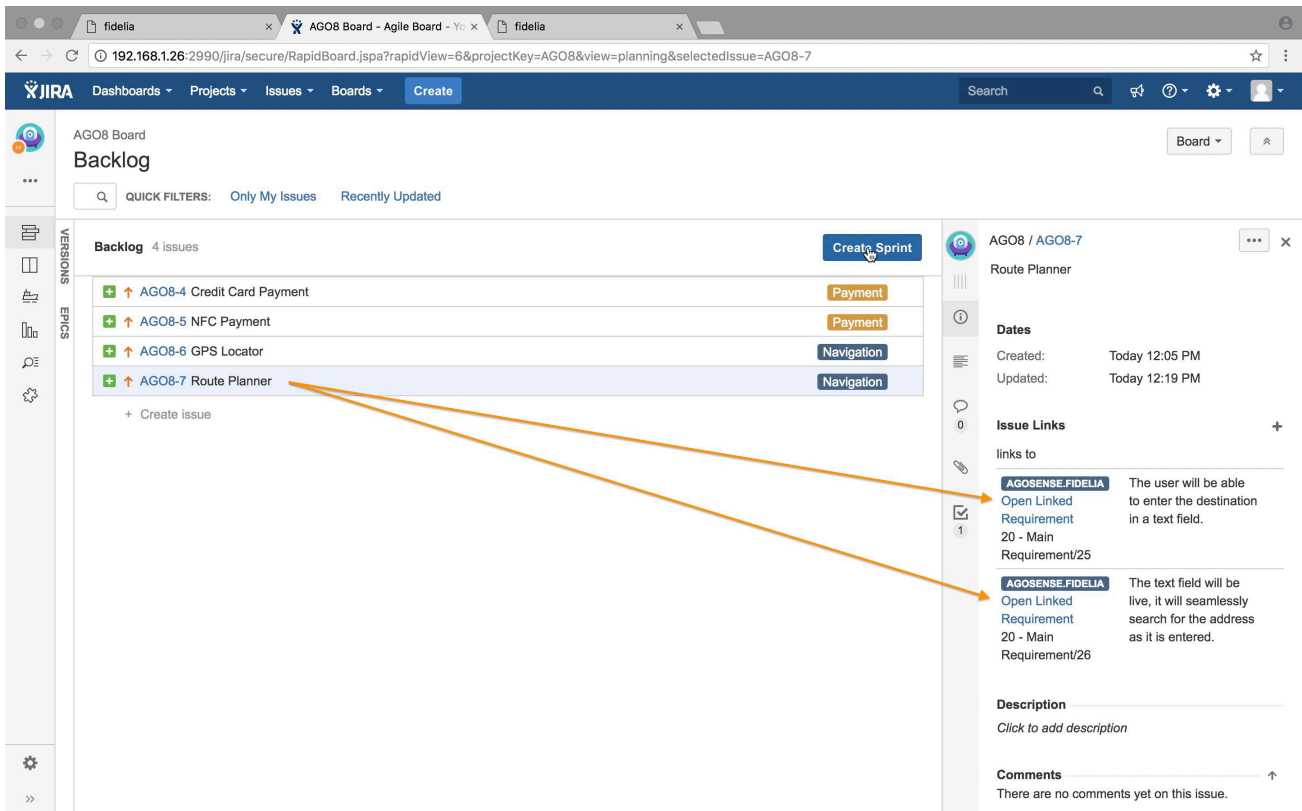 fidelia
AGO8 Board - Agile Board - Yo
fidelia
192.168.1.26:2990/jira/secure/RapidBoard.jspa?rapidView=6&projectKey=AGO8&view=planning&selectedIssue=AGO8-7
JIRA Dashboards Projects Issues Boards Create Search
AGO8 Board
Board
Backlog
QUICK FILTERS: Only My Issues Recently Updated
VERSIONS
EPICS
Backlog 4 issues
Create Sprint
AGO8-4 Credit Card Payment Payment
AGO8-5 NFC Payment Payment
AGO8-6 GPS Locator Navigation
AGO8-7 Route Planner Navigation
+ Create issue
0
1
AGO8 / AGO8-7
Route Planner
Dates
Created: Today 12:05 PM
Updated: Today 12:19 PM
Issue Links
links to
AGOSENSE.FIDELIA
Open Linked
Requirement
20 - Main
Requirement/25
The user will be able
to enter the destination
in a text field.
AGOSENSE.FIDELIA
Open Linked
Requirement
20 - Main
Requirement/26
The text field will be
live, it will seamlessly
search for the address
as it is entered.
Description
Click to add description
Comments
There are no comments yet on this issue.